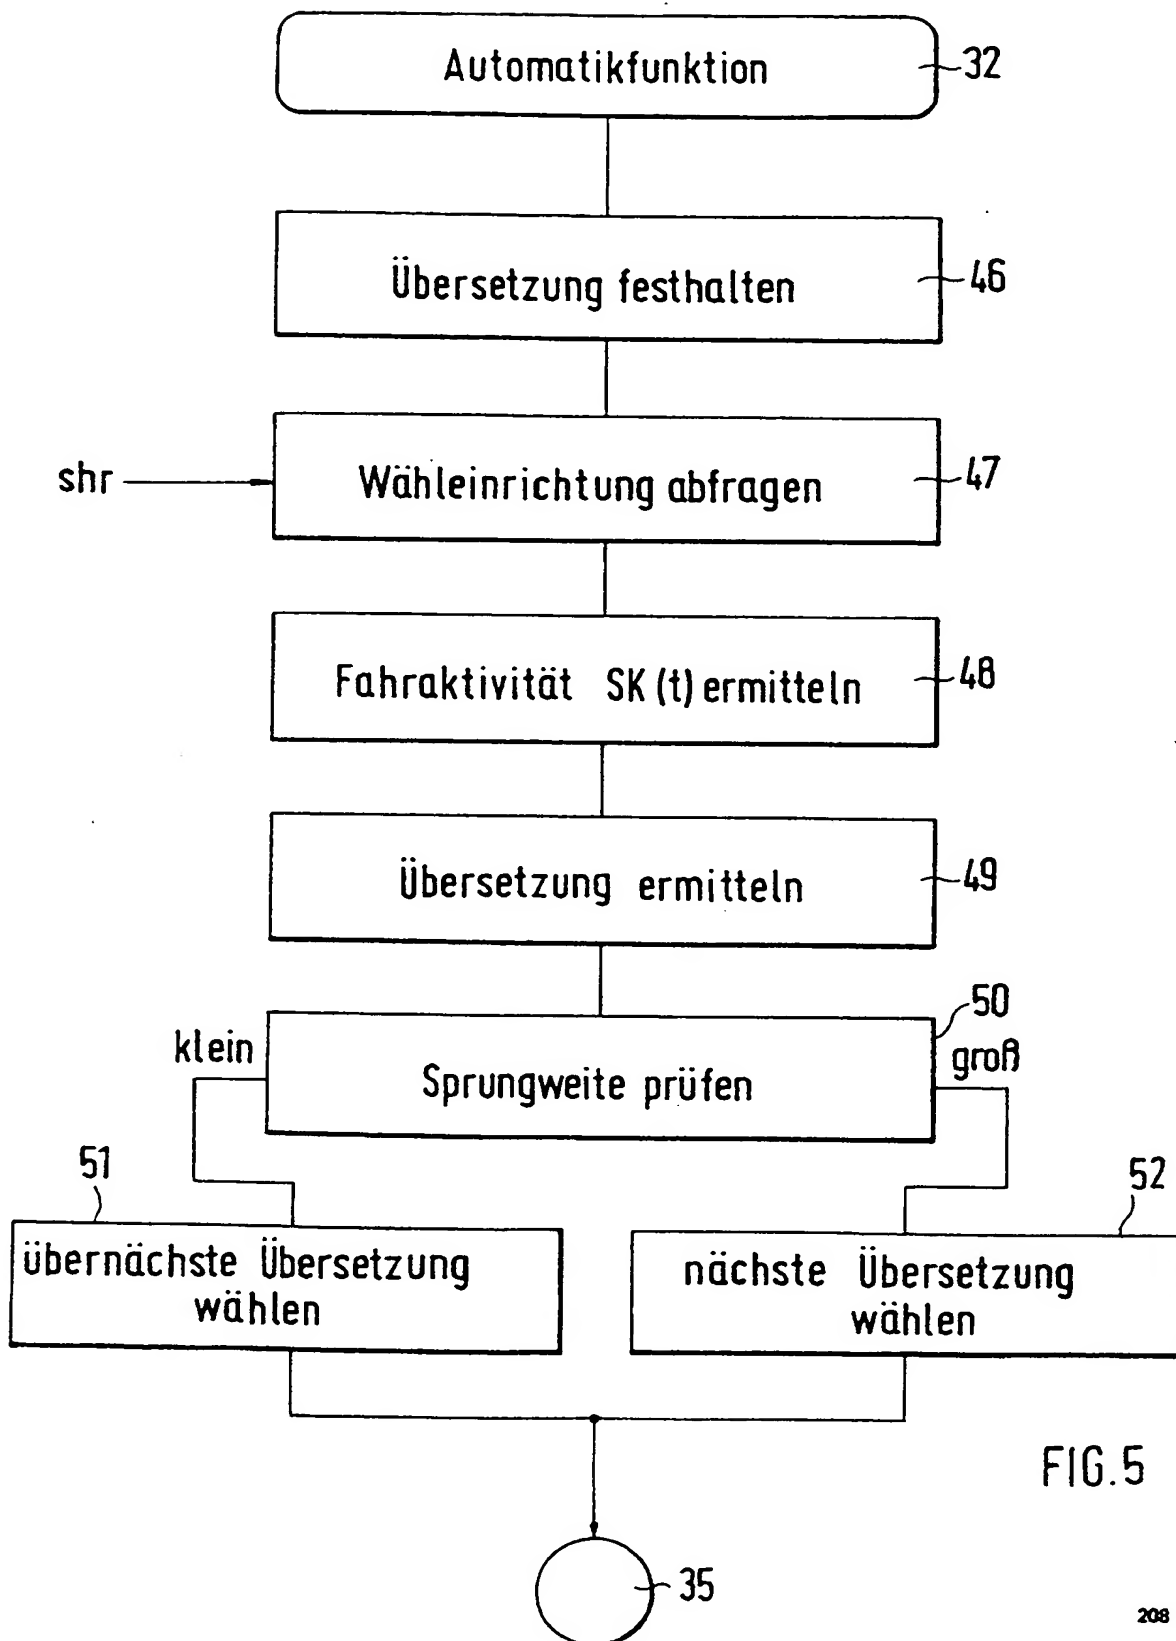 Automatikfunktion
32
Übersetzung festhalten
46
shr
Wähleinrichtung abfragen
47
Fahraktivität SK(t) ermitteln
48
Übersetzung ermitteln
49
50
klein
groß
Sprungweite prüfen
51
52
übernächste Übersetzung
wählen
nächste Übersetzung
wählen
FIG.5
35
208